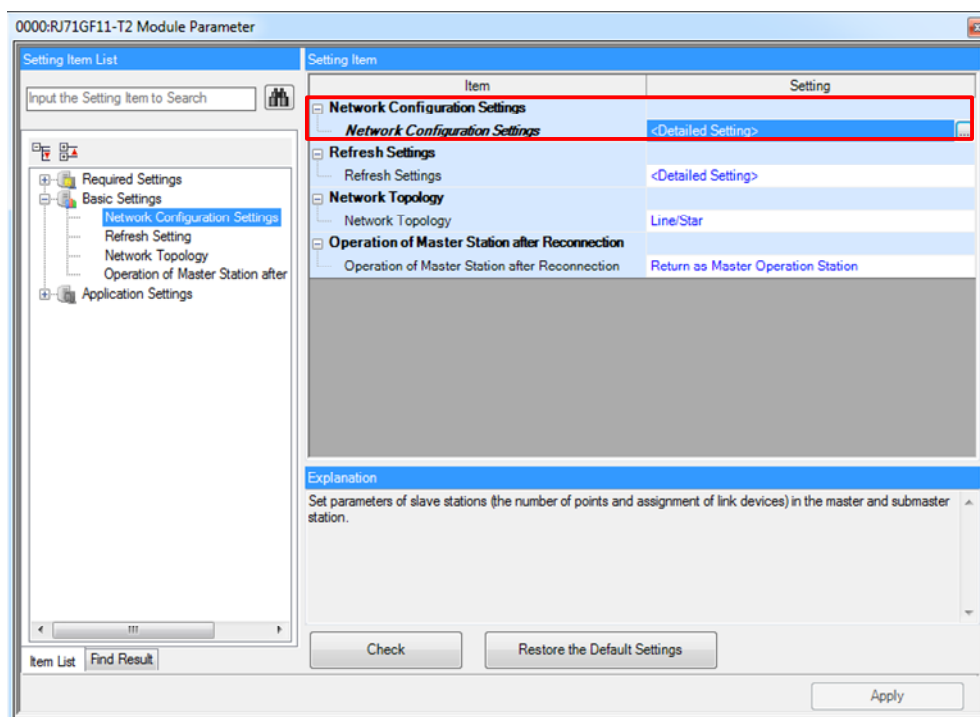 0000:RJ71GF11-T2 Module Parameter
Setting Item List
Input the Setting Item to Search
Required Settings
Basic Settings
Network Configuration Settings
Refresh Setting
Network Topology
Operation of Master Station after
Application Settings
Item List
Find Result
Setting Item
Item
Setting
Network Configuration Settings
Network Configuration Settings
<Detailed Setting>
...
Refresh Settings
Refresh Settings
<Detailed Setting>
Network Topology
Network Topology
Line/Star
Operation of Master Station after Reconnection
Operation of Master Station after Reconnection
Return as Master Operation Station
Explanation
Set parameters of slave stations (the number of points and assignment of link devices) in the master and submaster
station.
Check
Restore the Default Settings
Apply